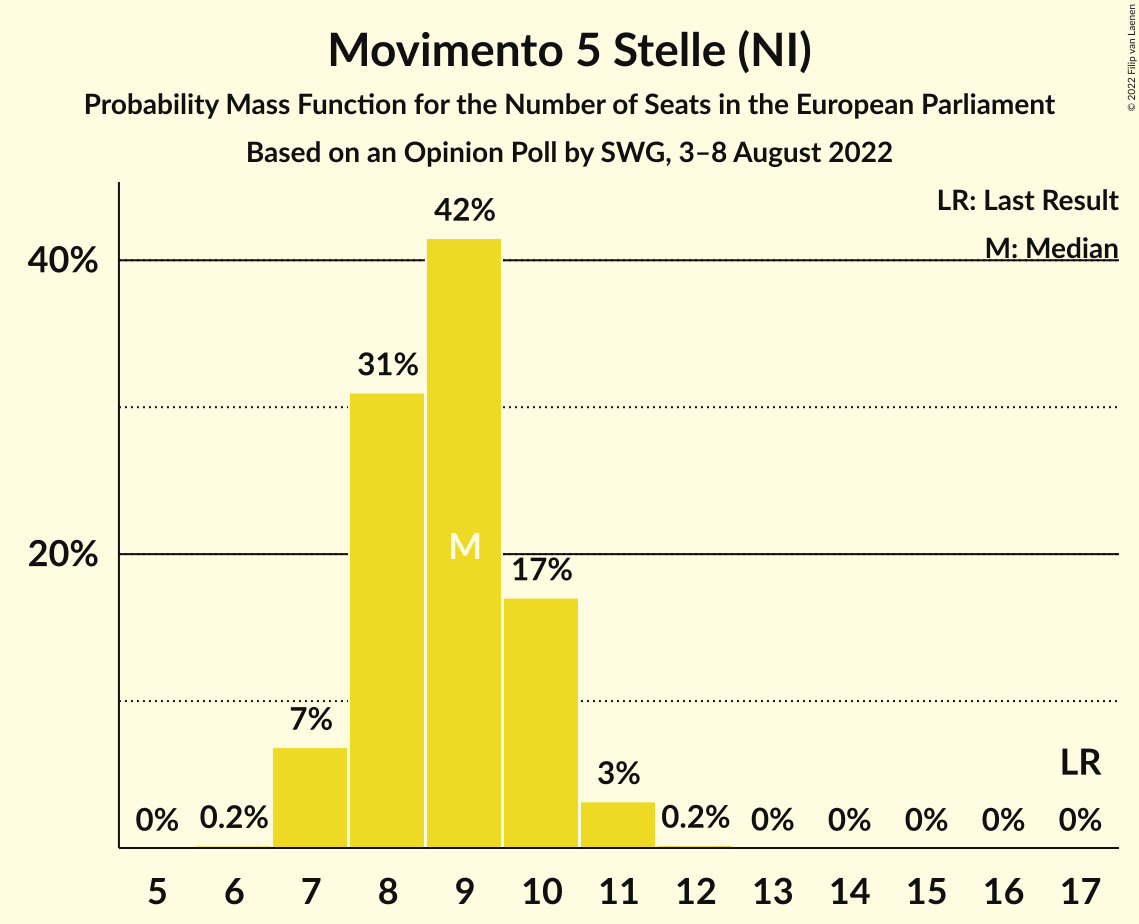 Movimento 5 Stelle (NI)
Probability Mass Function for the Number of Seats in the European Parliament
Based on an Opinion Poll by SWG, 3–8 August 2022
© 2022 Filip van Laenen
LR: Last Result
M: Median
40%
20%
0%
0.2%
7%
31%
42%
M
17%
3%
0.2%
0%
0%
0%
0%
LR
0%
5 6 7 8 9 10 11 12 13 14 15 16 17